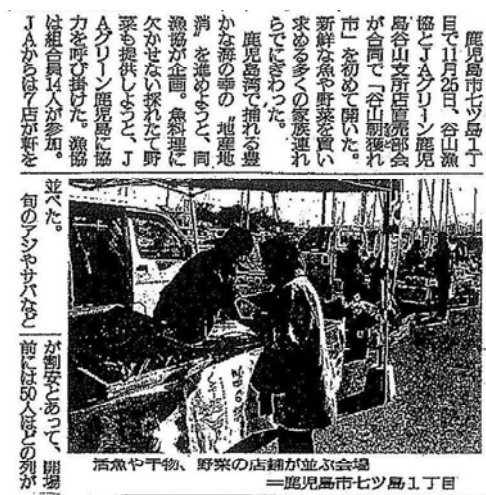 鹿児島市七ツ島1丁
目で11月25日、谷山漁
協とJAグリーン鹿児
島谷山支所店直売部会
が合同で「谷山朝獲れ
市」を初めて開いた。
新鮮な魚や野菜を買い
求める多くの家族連れ
らでにぎわった。
鹿児島湾で捕れる豊
かな海の幸の〝地産地
消〟を進めようと、同
漁協が企画。魚料理に
欠かせない採れたて野
菜も提供しようと、J
Aグリーン鹿児島に協
力を呼び掛けた。漁協
は組合員14人が参加。
JAからは7店が軒を
並べた。
旬のアジやサバなど
が割安とあって、開場
前には50人ほどの列が
活魚や干物、野菜の店舗が並ぶ会場
=鹿児島市七ツ島1丁目